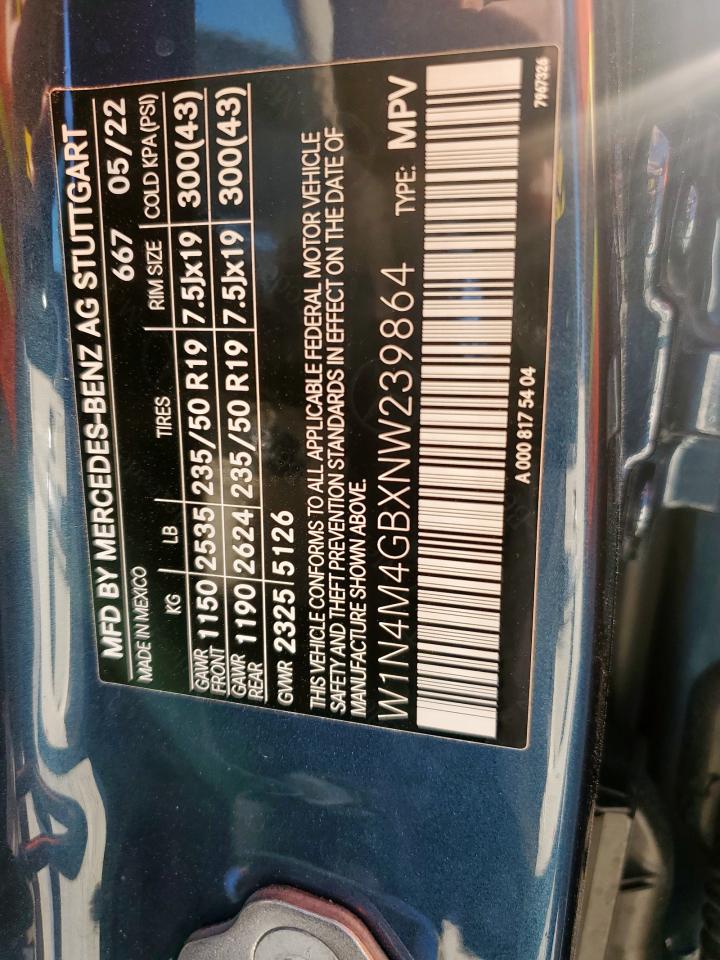 MFD BY MERCEDES-BENZ AG STUTTGART
MADE IN MEXICO 667 05/22
KG LB TIRES RIM SIZE COLD KPA(PSI)
GAWR FRONT 1150 2535 235/50 R19 7.5Jx19 300(43)
GAWR REAR 1190 2624 235/50 R19 7.5Jx19 300(43)
GVWR 2325 5126
THIS VEHICLE CONFORMS TO ALL APPLICABLE FEDERAL MOTOR VEHICLE
SAFETY AND THEFT PREVENTION STANDARDS IN EFFECT ON THE DATE OF
MANUFACTURE SHOWN ABOVE.
W1N4M4GBXNW239864 TYPE: MPV
A 000 817 54 04 7967326